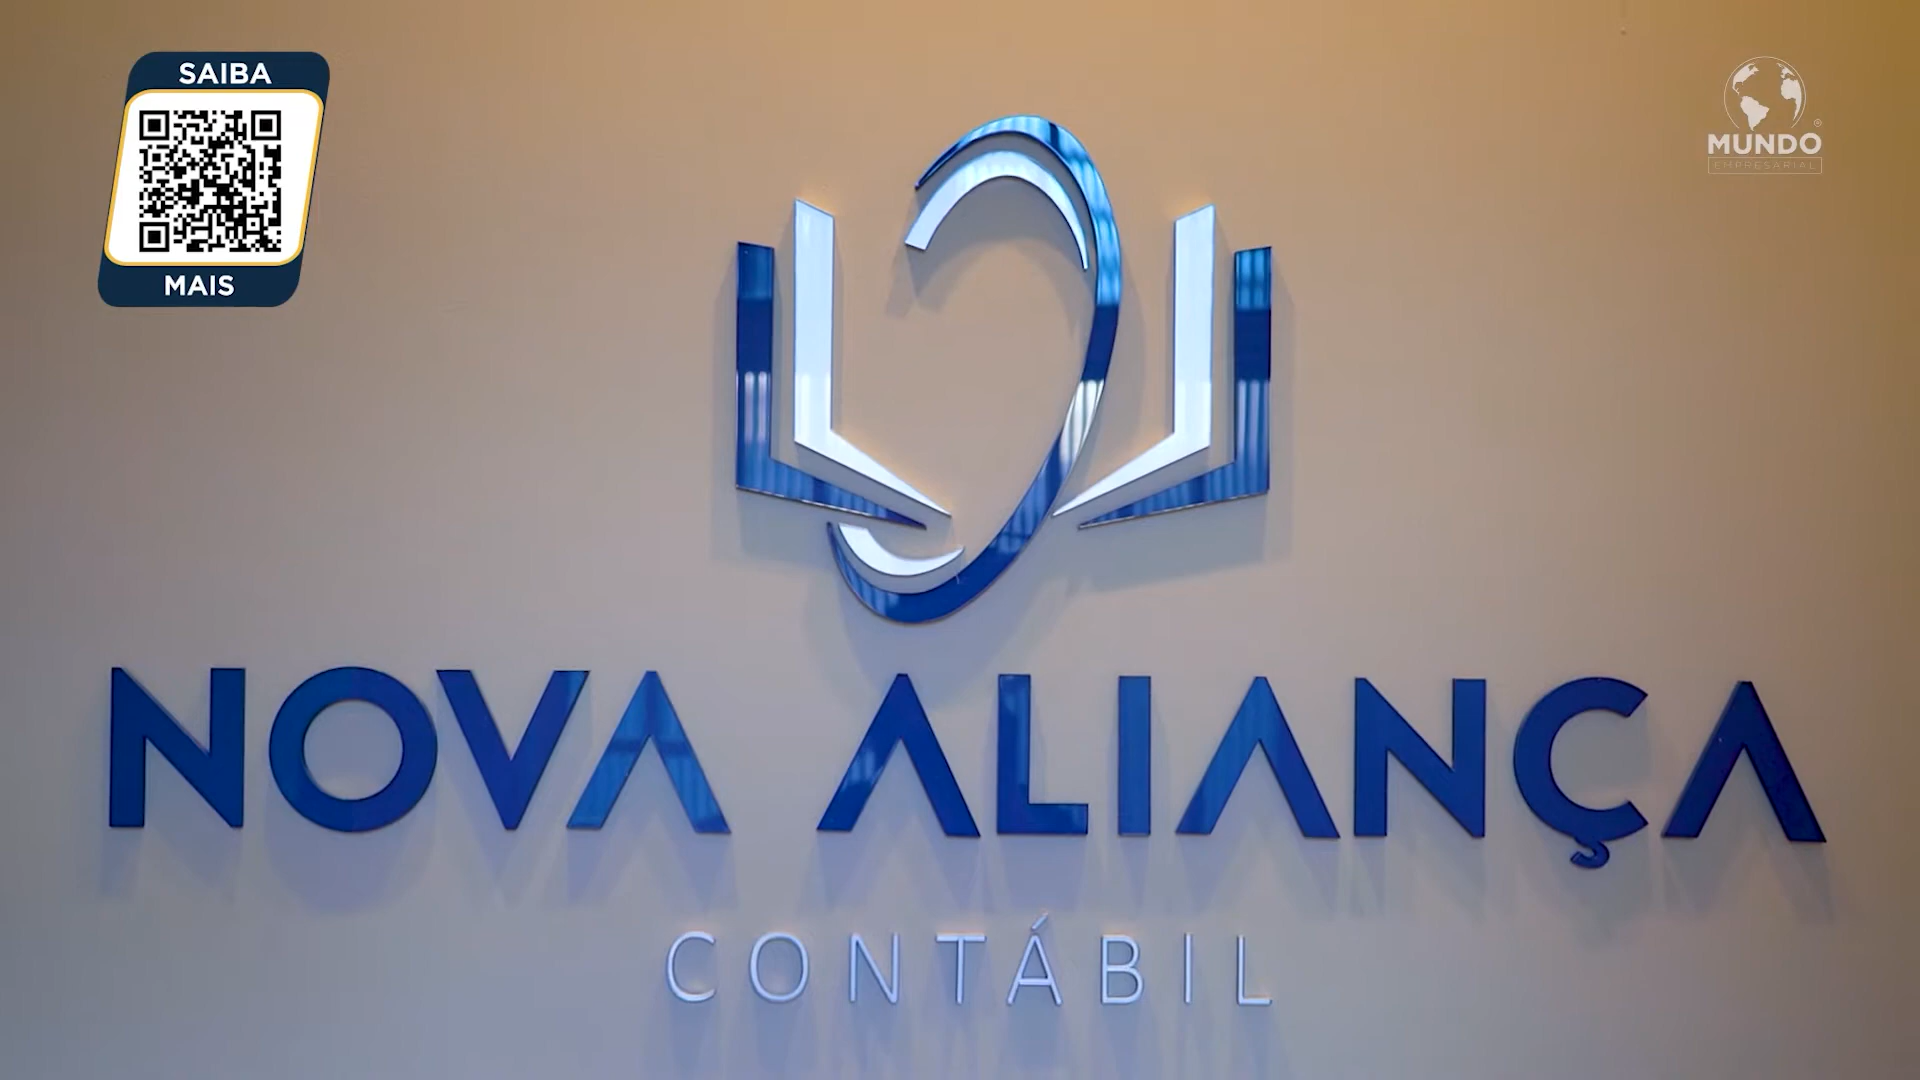 SAIBA
MAIS
MUNDO
EMPRESARIAL
NOVA ALIANÇA
CONTÁBIL